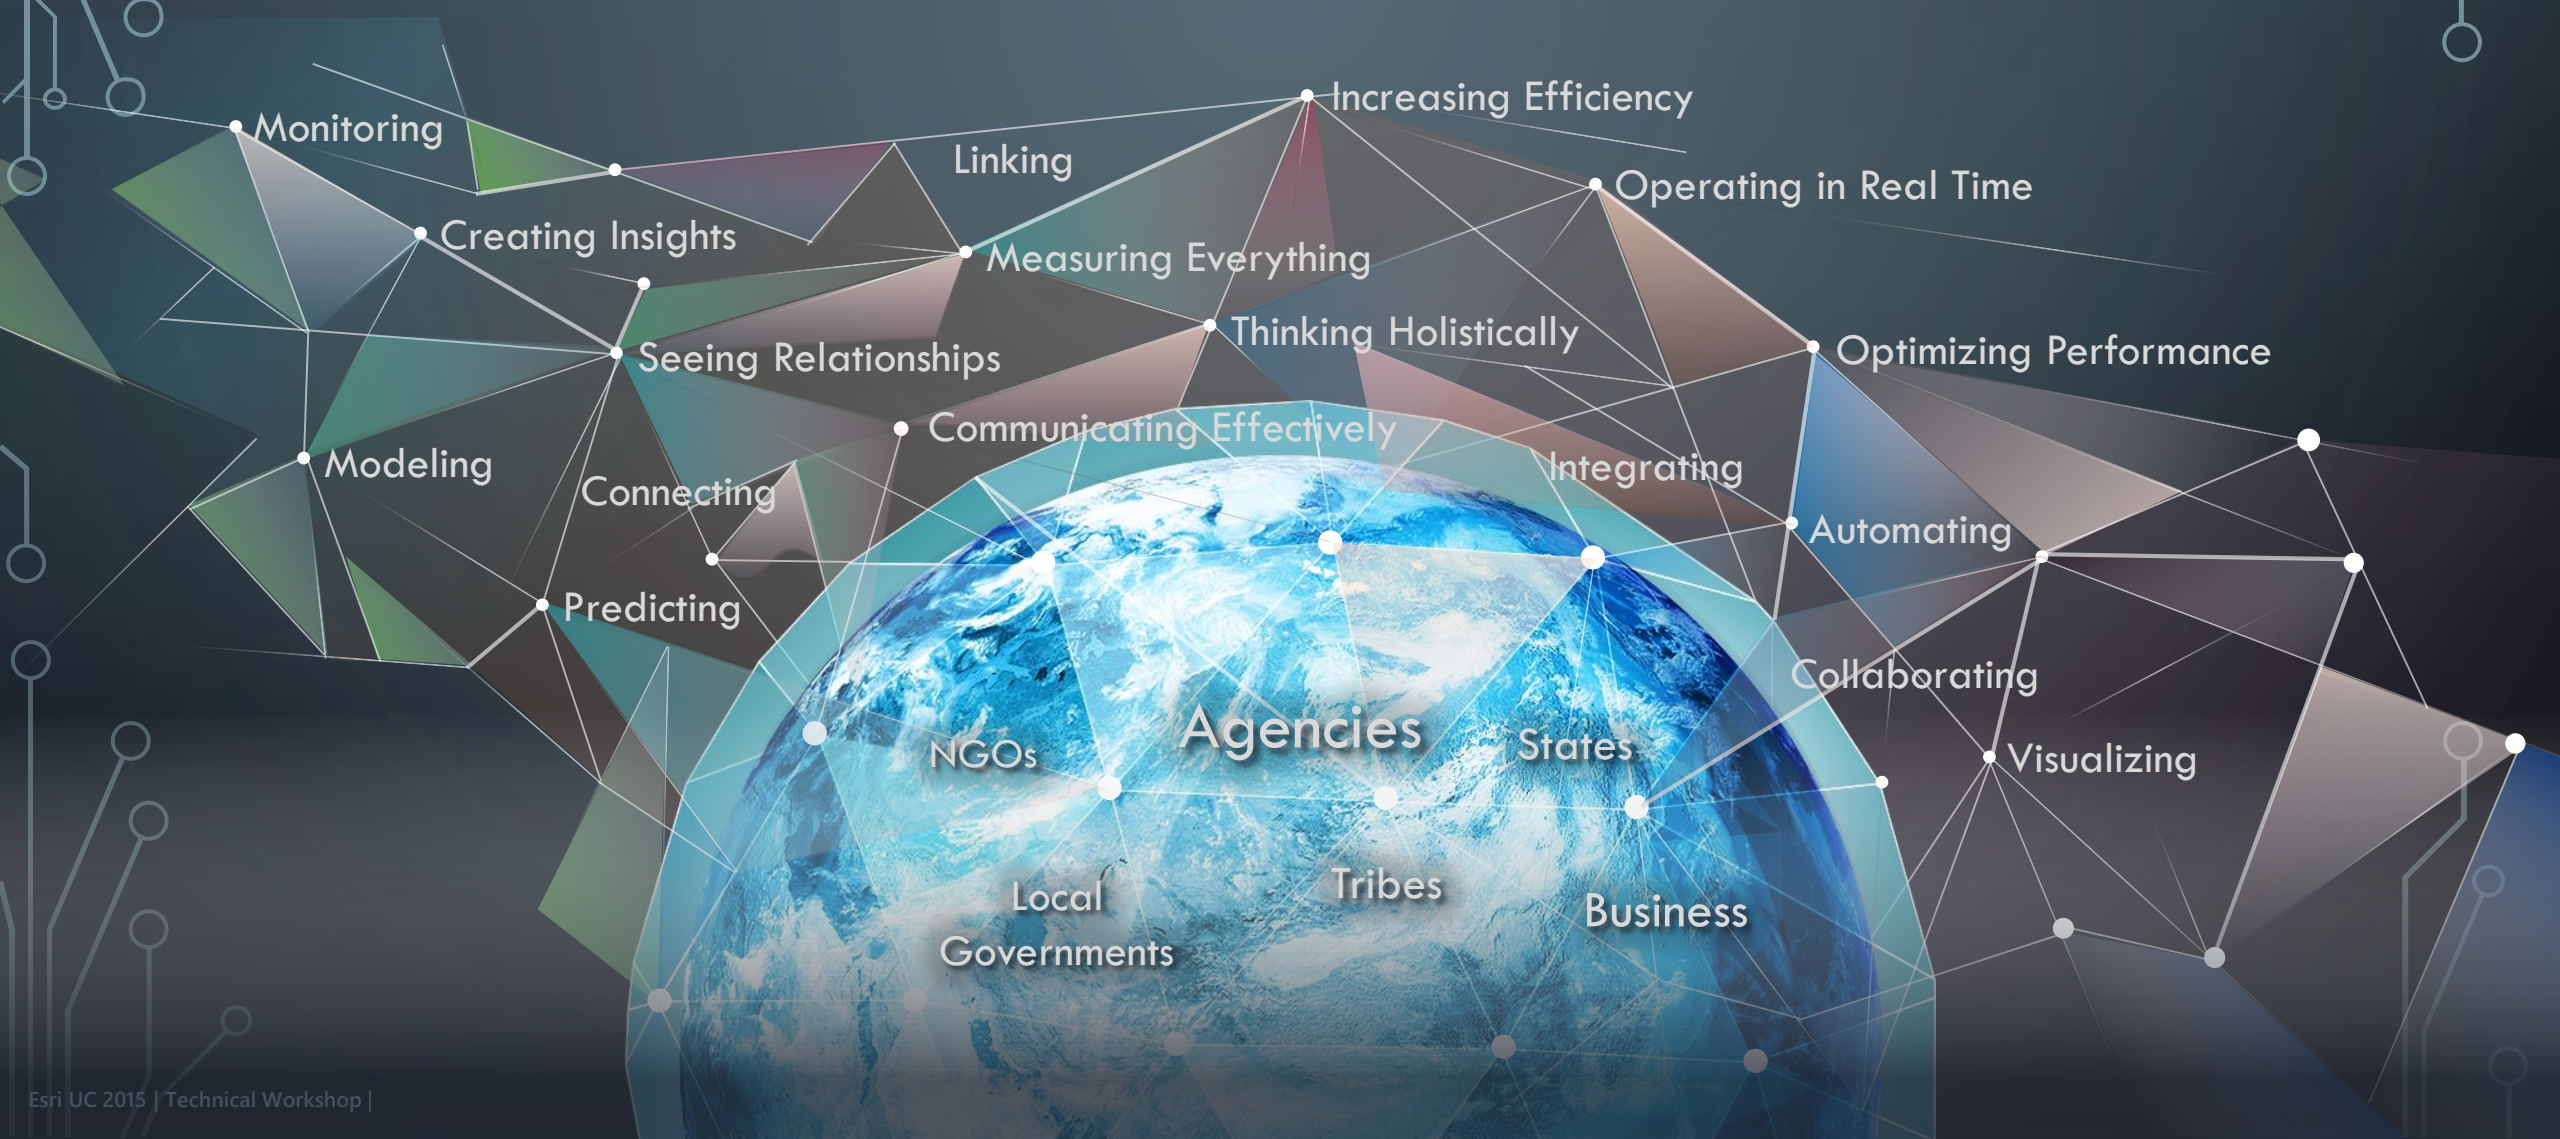 Increasing Efficiency
Monitoring
Linking
Operating in Real Time
Creating Insights
Measuring Everything
Thinking Holistically
Seeing Relationships
Optimizing Performance
Communicating Effectively
Modeling
Integrating
Connecting
Automating
Predicting
Collaborating
Agencies
NGOs
States
Visualizing
Tribes
Local
Governments
Business
Esri UC 2015 | Technical Workshop |